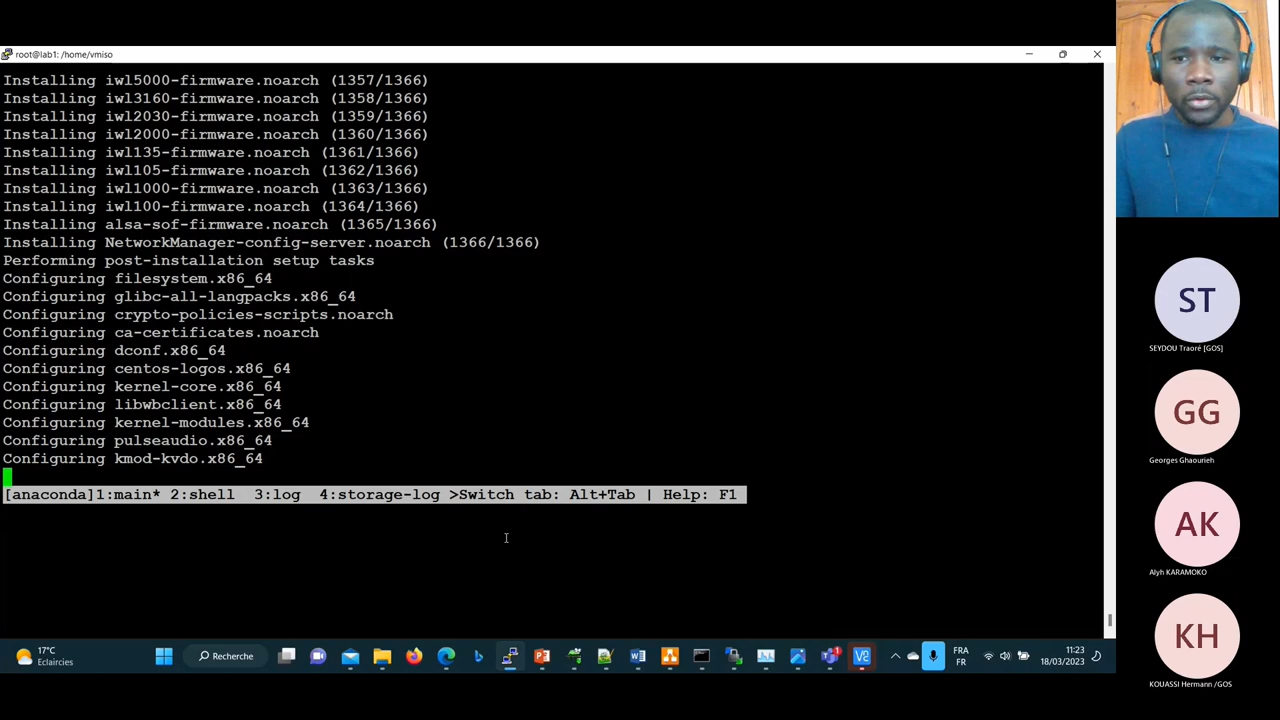 root@lab1: /home/vmiso
Installing iwl5000-firmware.noarch (1357/1366)
Installing iwl3160-firmware.noarch (1358/1366)
Installing iwl2030-firmware.noarch (1359/1366)
Installing iwl2000-firmware.noarch (1360/1366)
Installing iwl135-firmware.noarch (1361/1366)
Installing iwl105-firmware.noarch (1362/1366)
Installing iwl1000-firmware.noarch (1363/1366)
Installing iwl100-firmware.noarch (1364/1366)
Installing alsa-sof-firmware.noarch (1365/1366)
Installing NetworkManager-config-server.noarch (1366/1366)
Performing post-installation setup tasks
Configuring filesystem.x86_64
Configuring glibc-all-langpacks.x86_64
Configuring crypto-policies-scripts.noarch
Configuring ca-certificates.noarch
Configuring dconf.x86_64
Configuring centos-logos.x86_64
Configuring kernel-core.x86_64
Configuring libwbclient.x86_64
Configuring kernel-modules.x86_64
Configuring pulseaudio.x86_64
Configuring kmod-kvdo.x86_64
[anaconda]1:main* 2:shell  3:log  4:storage-log >Switch tab: Alt+Tab | Help: F1
ST
SEYDOU Traoré [GOS]
GG
Georges Ghaourieh
AK
Alyh KARAMOKO
KH
KOUASSI Hermann /GOS
17°C
Eclaircies
Recherche
FRA
FR
11:23
18/03/2023